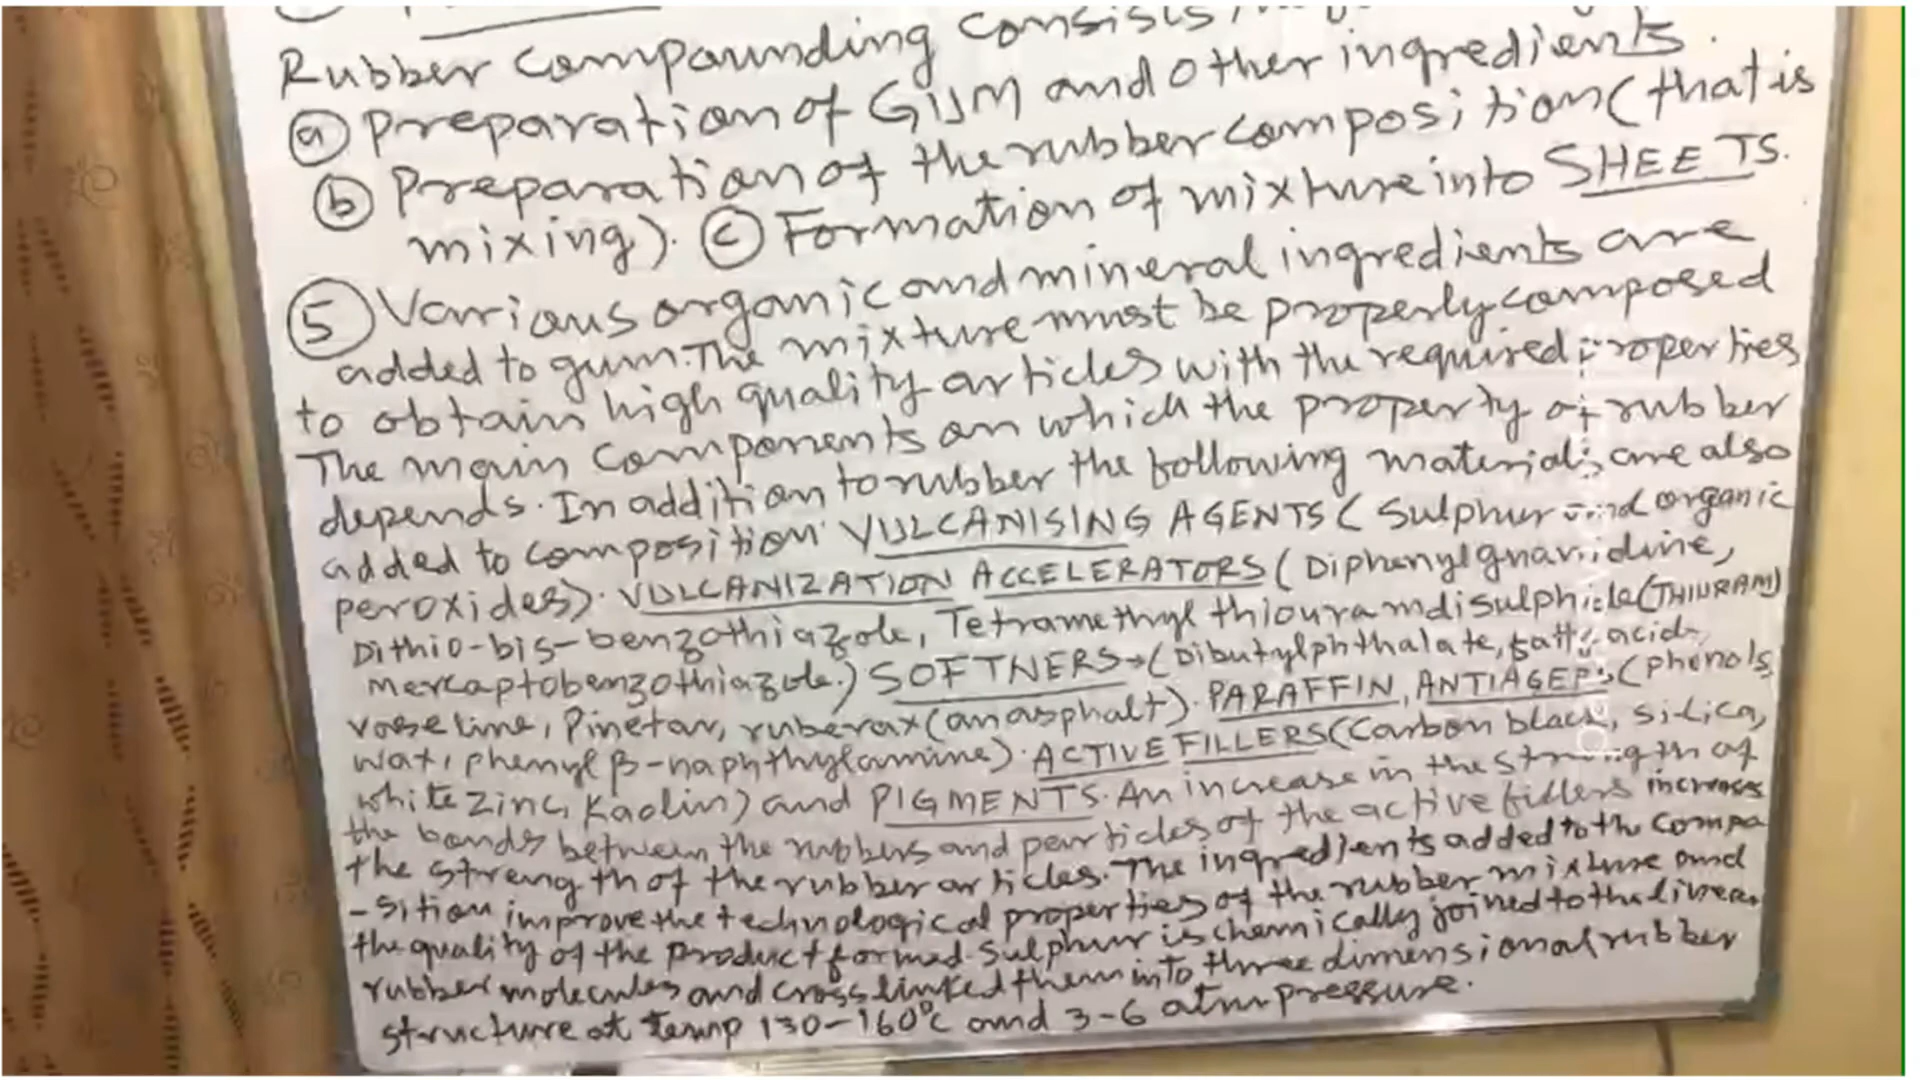 Rubber compounding consists
(a) Preparation of GUM and other ingredients.
(b) Preparation of the rubber composition (that is
mixing). (c) Formation of mixture into SHEETS.
(5) Various organic and mineral ingredients are
added to gum. The mixture must be properly composed
to obtain high quality articles with the required properties
The main components on which the property of rubber
depends. In addition to rubber the following materials are also
added to composition VULCANISING AGENTS (Sulphur and organic
peroxides). VULCANIZATION ACCELERATORS (Diphenylguanidine,
Dithio-bis-benzothiazole, Tetramethyl thiouramdisulphide (THIURAM)
Mercaptobenzothiazole.) SOFTNERS→(Dibutylphthalate, fatty acids,
vaseline, Pinetar, ruberax (an asphalt). PARAFFIN, ANTIAGERS (phenols,
wax, phenyl β-naphthylamine). ACTIVE FILLERS (Carbon black, silica,
white zinc, Kaolin) and PIGMENTS. An increase in the strength of
the bonds between the rubbers and particles of the active fillers increases
the strength of the rubber articles. The ingredients added to the compo
-sition improve the technological properties of the rubber mixture and
the quality of the product formed. Sulphur is chemically joined to the linear
rubber molecules and cross linked them into three dimensional rubber
structure at temp 130-160°C and 3-6 atm pressure.